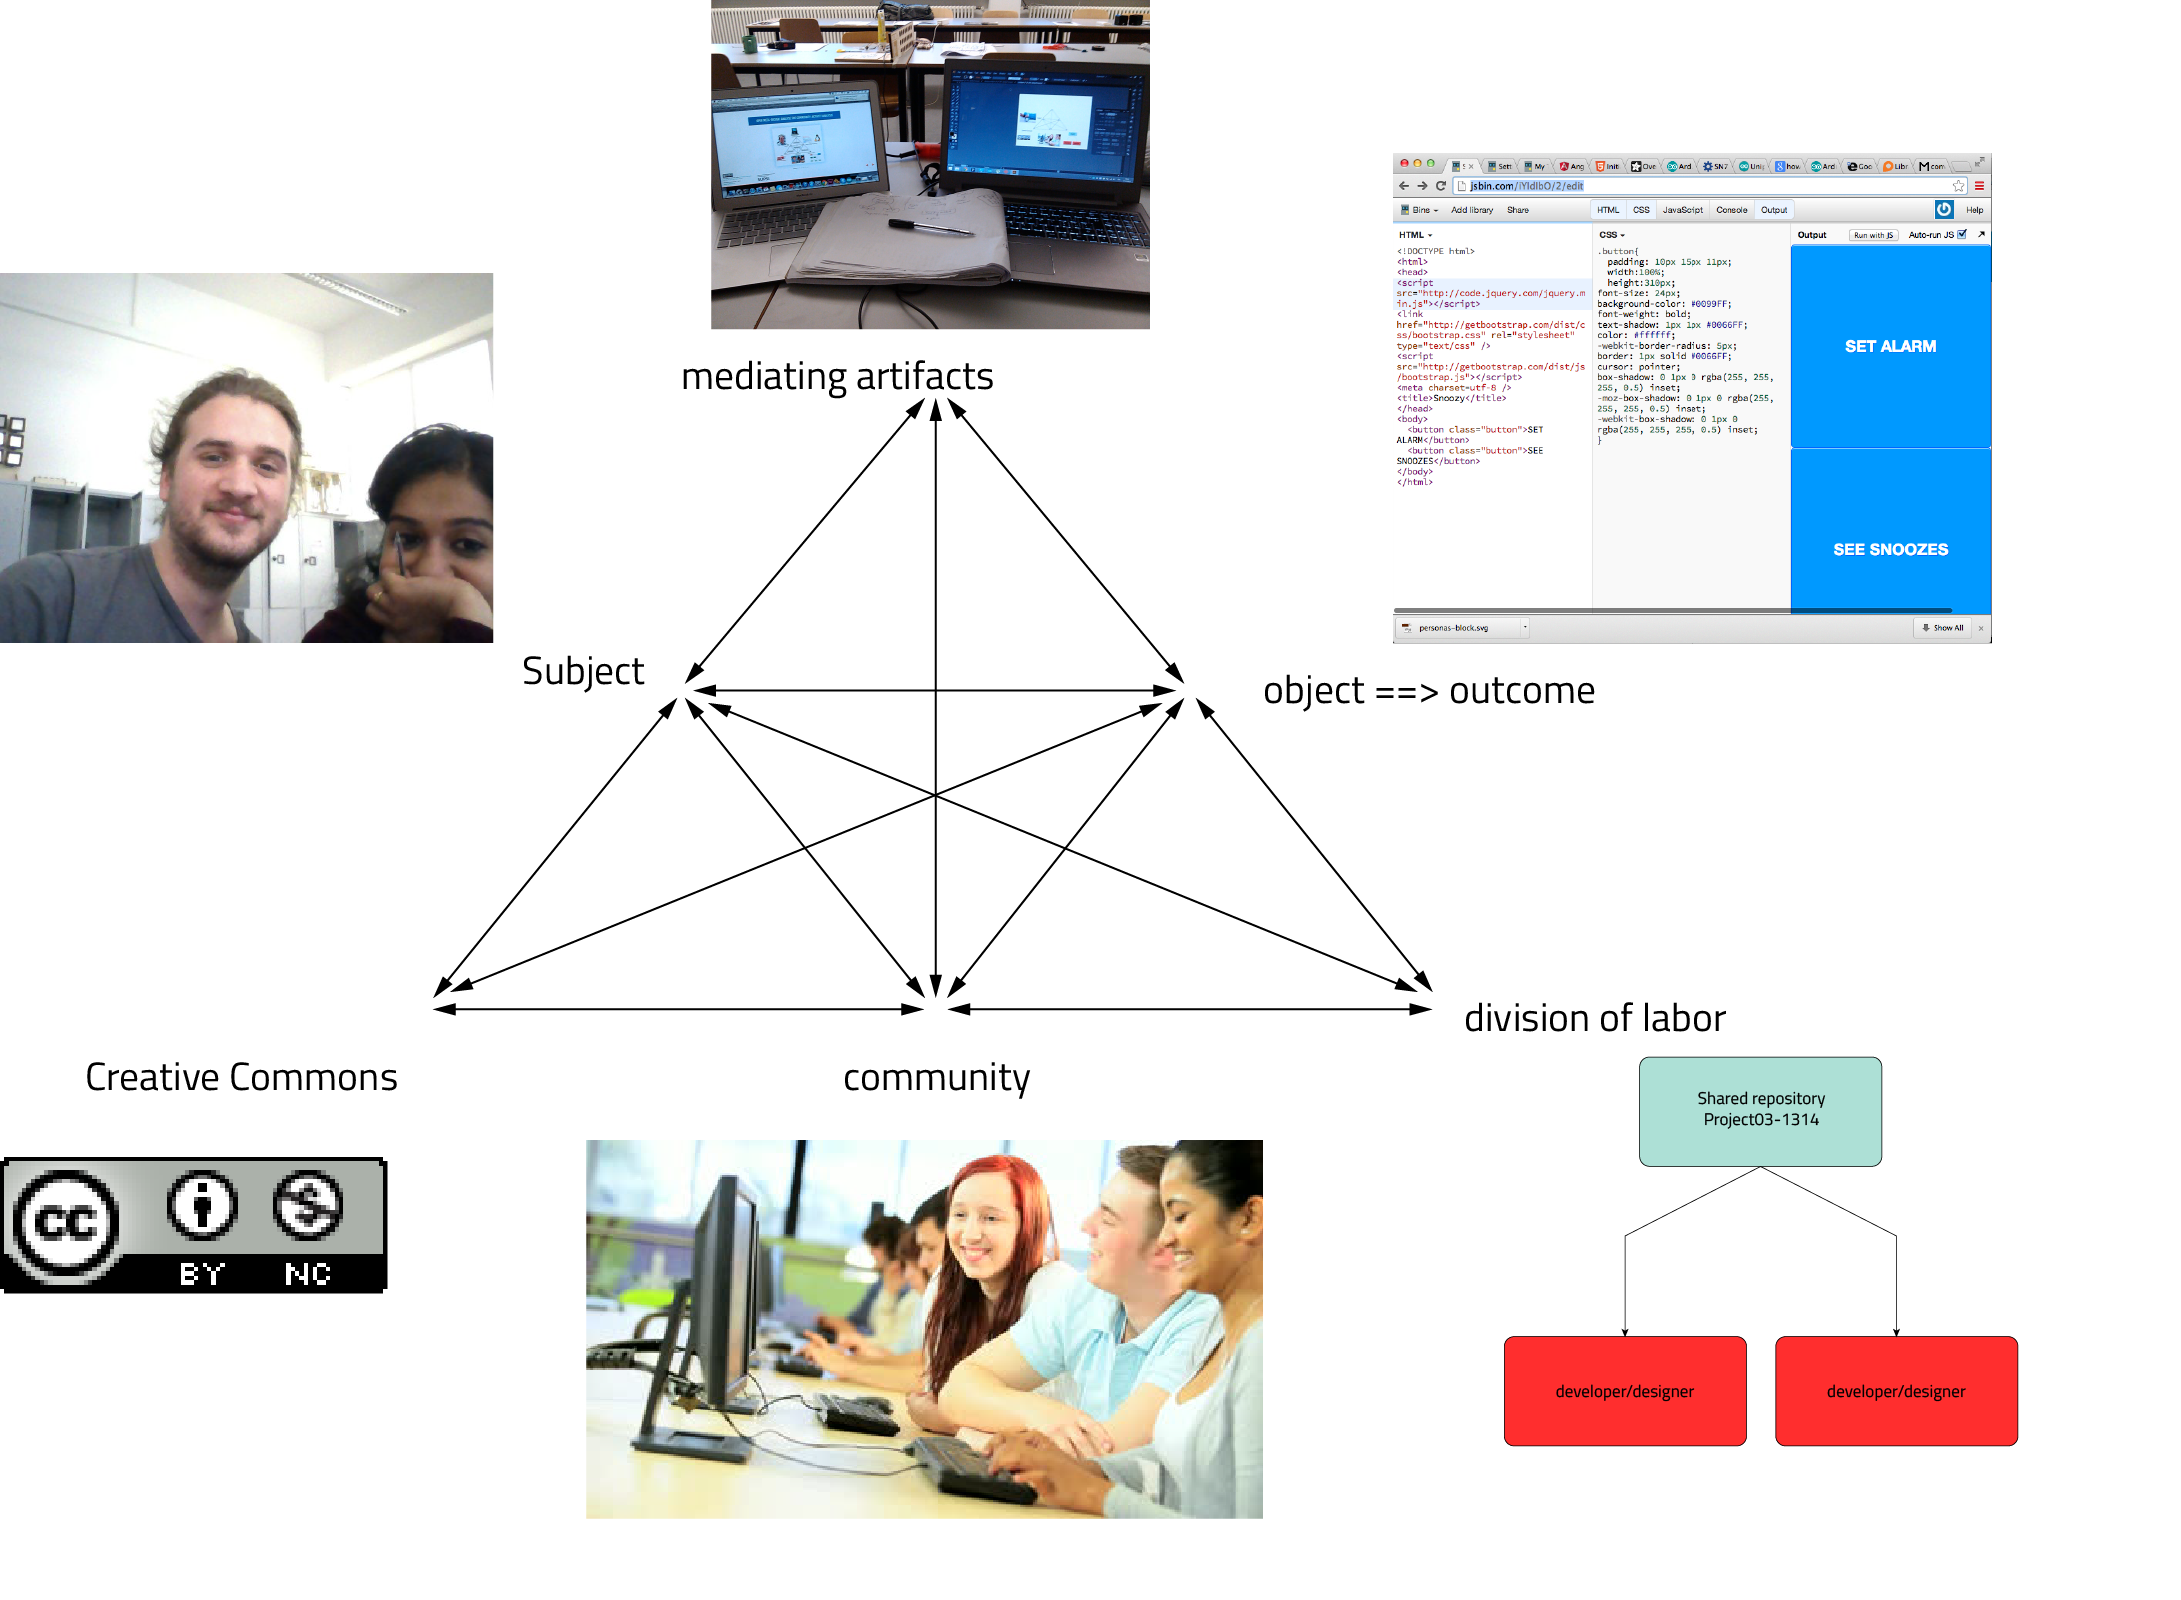 mediating artifacts
jsbin.com/iYIdIbO/2/edit
Bins
Add library
Share
HTML
CSS
JavaScript
Console
Output
Help
HTML
<!DOCTYPE html>
<html>
<head>
<script
src="http://code.jquery.com/jquery.m
in.js"></script>
<link
href="http://getbootstrap.com/dist/c
ss/bootstrap.css" rel="stylesheet"
type="text/css" />
<script
src="http://getbootstrap.com/dist/js
/bootstrap.js"></script>
<meta charset=utf-8 />
<title>Snoozy</title>
</head>
<body>
<button class="button">SET
ALARM</button>
<button class="button">SEE
SNOOZES</button>
</body>
</html>
CSS
.button{
padding: 10px 15px 11px;
width:100%;
height:310px;
font-size: 24px;
background-color: #0099FF;
font-weight: bold;
text-shadow: 1px 1px #0066FF;
color: #ffffff;
-webkit-border-radius: 5px;
border: 1px solid #0066FF;
cursor: pointer;
box-shadow: 0 1px 0 rgba(255, 255,
255, 0.5) inset;
-moz-box-shadow: 0 1px 0 rgba(255,
255, 255, 0.5) inset;
-webkit-box-shadow: 0 1px 0
rgba(255, 255, 255, 0.5) inset;
}
Output
Run with JS
Auto-run JS
SET ALARM
SEE SNOOZES
personas-block.svg
Show All
Subject
object ==> outcome
division of labor
Creative Commons
community
Shared repository
Project03-1314
developer/designer
developer/designer
cc
BY NC